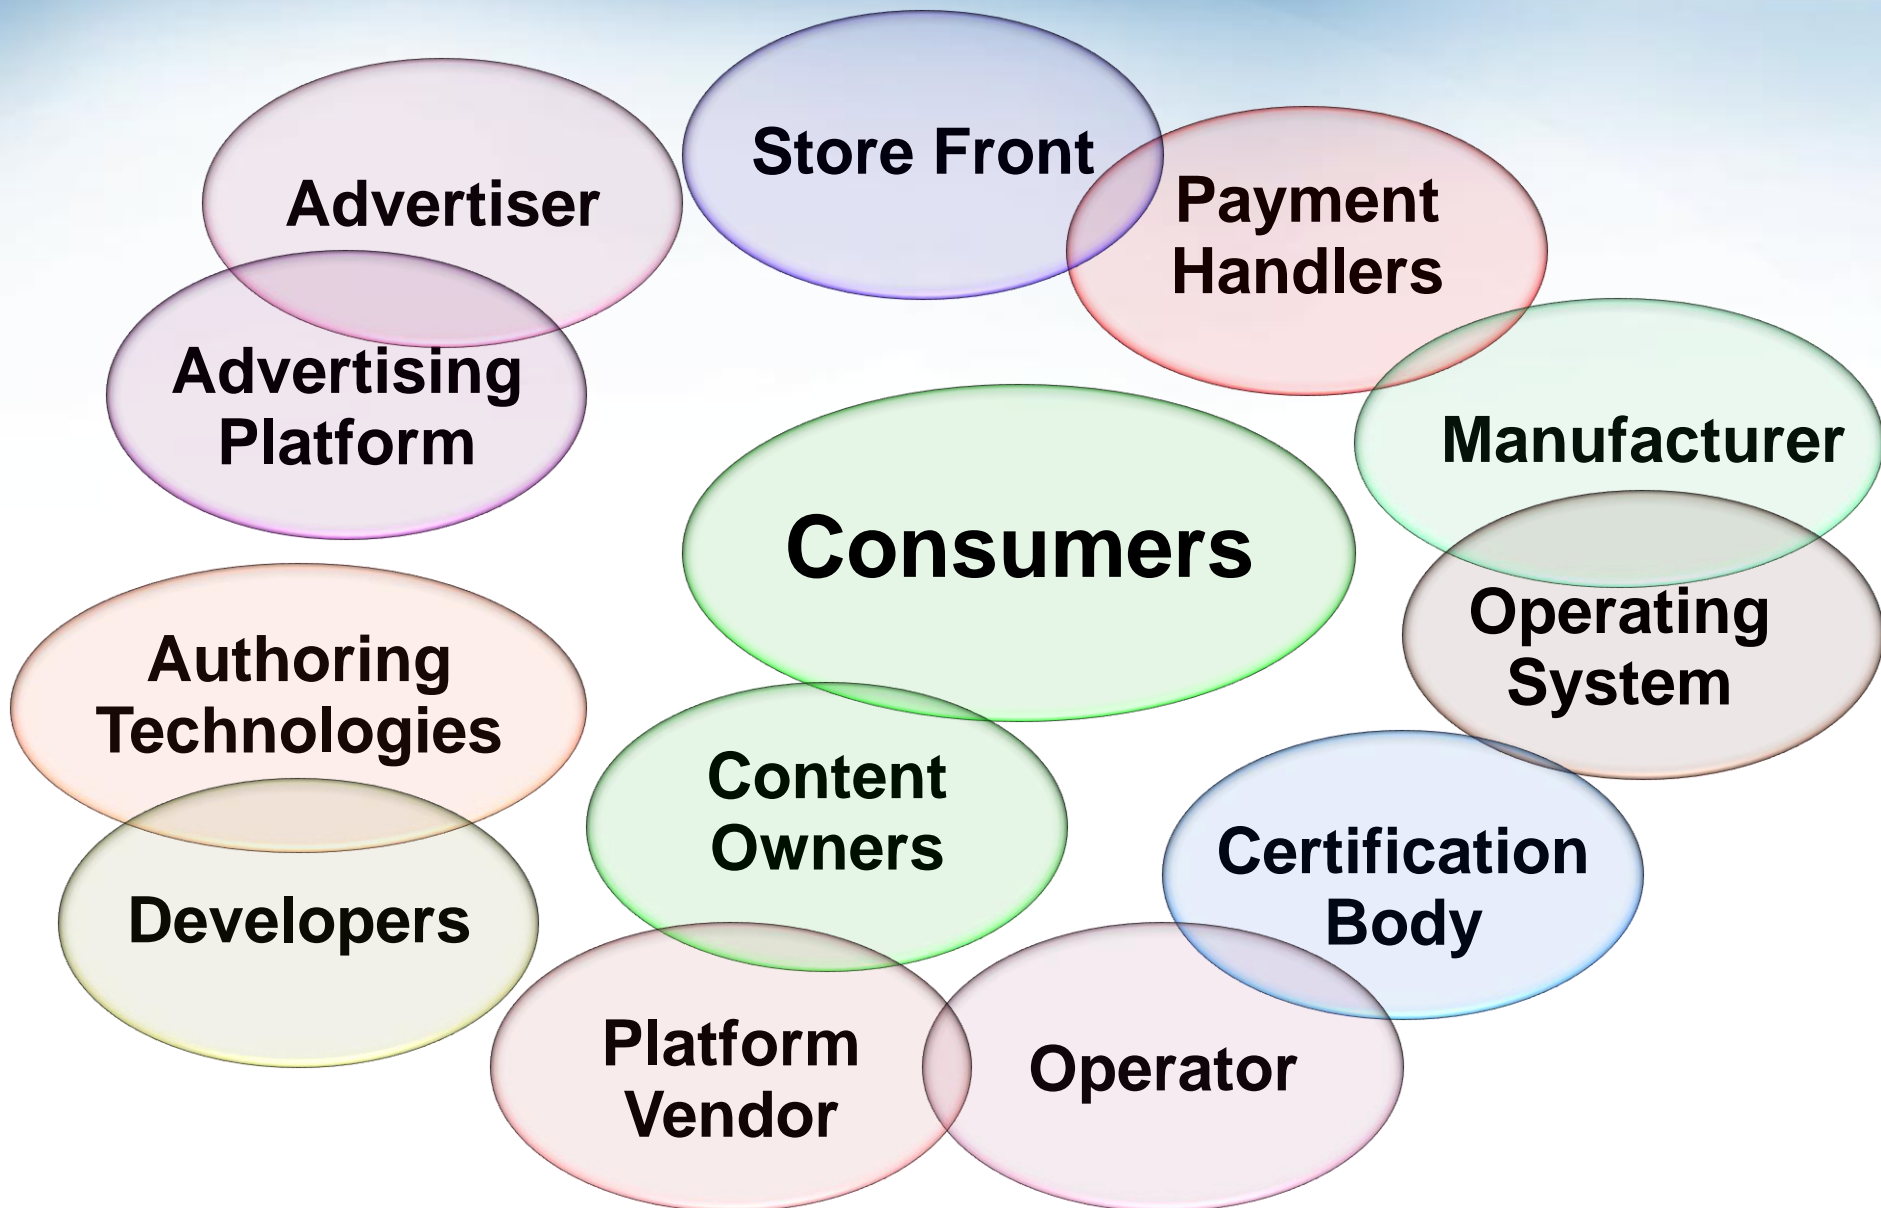 Store Front
Advertiser
Payment
Handlers
Advertising
Platform
Manufacturer
Consumers
Operating
System
Authoring
Technologies
Content
Owners
Certification
Body
Developers
Platform
Vendor
Operator